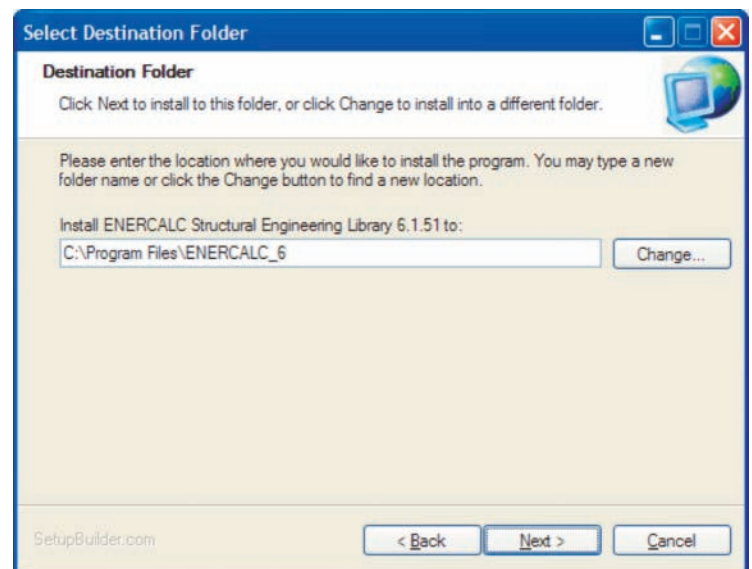 Select Destination Folder
Destination Folder
Click Next to install to this folder, or click Change to install into a different folder.
Please enter the location where you would like to install the program. You may type a new
folder name or click the Change button to find a new location.
Install ENERCALC Structural Engineering Library 6.1.51 to:
C:\Program Files\ENERCALC_6
Change...
SetupBuilder.com
< Back
Next >
Cancel